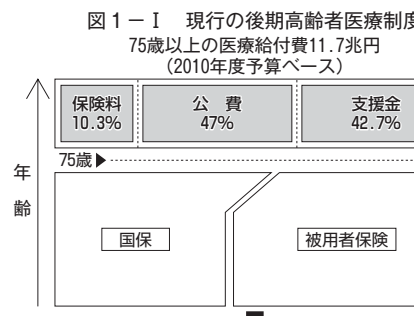 図1－Ⅰ　現行の後期高齢者医療制度
75歳以上の医療給付費11.7兆円
(2010年度予算ベース)
保険料 公　費 支援金
10.3% 47% 42.7%
75歳▶
年齢
国保 被用者保険